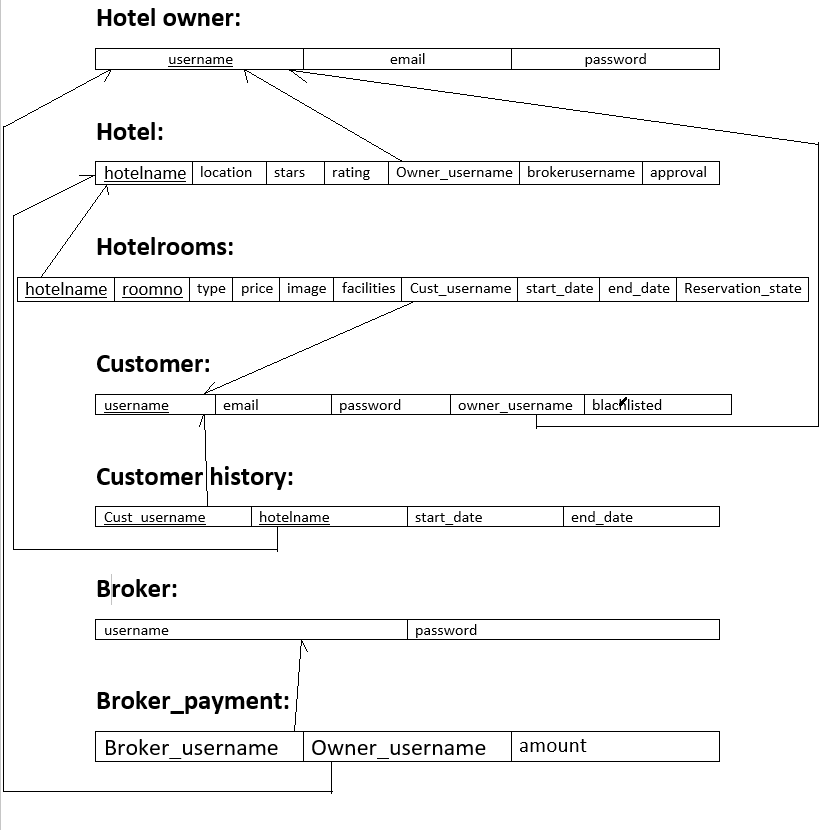 Hotel owner:
username email password
Hotel:
hotelname location stars rating Owner_username brokerusername approval
Hotelrooms:
hotelname roomno type price image facilities Cust_username start_date end_date Reservation_state
Customer:
username email password owner_username blacklisted
Customer history:
Cust_username hotelname start_date end_date
Broker:
username password
Broker_payment:
Broker_username Owner_username amount